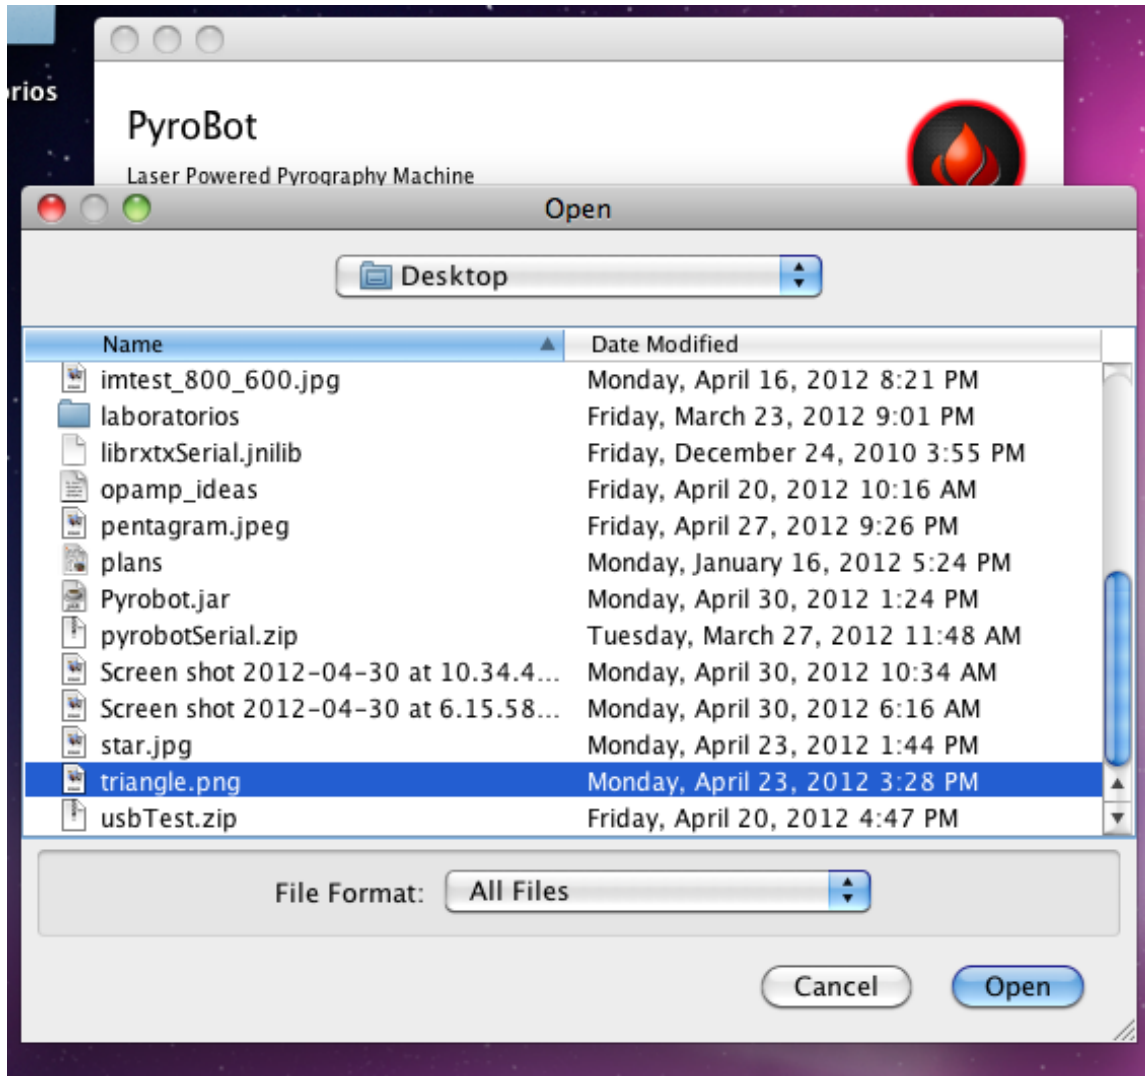 orios
PyroBot
Laser Powered Pyrography Machine
Open
Desktop
Name Date Modified
imtest_800_600.jpg Monday, April 16, 2012 8:21 PM
laboratorios Friday, March 23, 2012 9:01 PM
librxtxSerial.jnilib Friday, December 24, 2010 3:55 PM
opamp_ideas Friday, April 20, 2012 10:16 AM
pentagram.jpeg Friday, April 27, 2012 9:26 PM
plans Monday, January 16, 2012 5:24 PM
Pyrobot.jar Monday, April 30, 2012 1:24 PM
pyrobotSerial.zip Tuesday, March 27, 2012 11:48 AM
Screen shot 2012-04-30 at 10.34.4... Monday, April 30, 2012 10:34 AM
Screen shot 2012-04-30 at 6.15.58... Monday, April 30, 2012 6:16 AM
star.jpg Monday, April 23, 2012 1:44 PM
triangle.png Monday, April 23, 2012 3:28 PM
usbTest.zip Friday, April 20, 2012 4:47 PM
File Format: All Files
Cancel Open